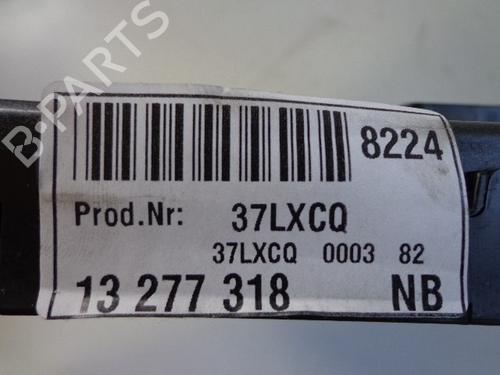 B-PARTS
8224
Prod.Nr: 37LXCQ
37LXCQ 0003 82
13 277 318 NB